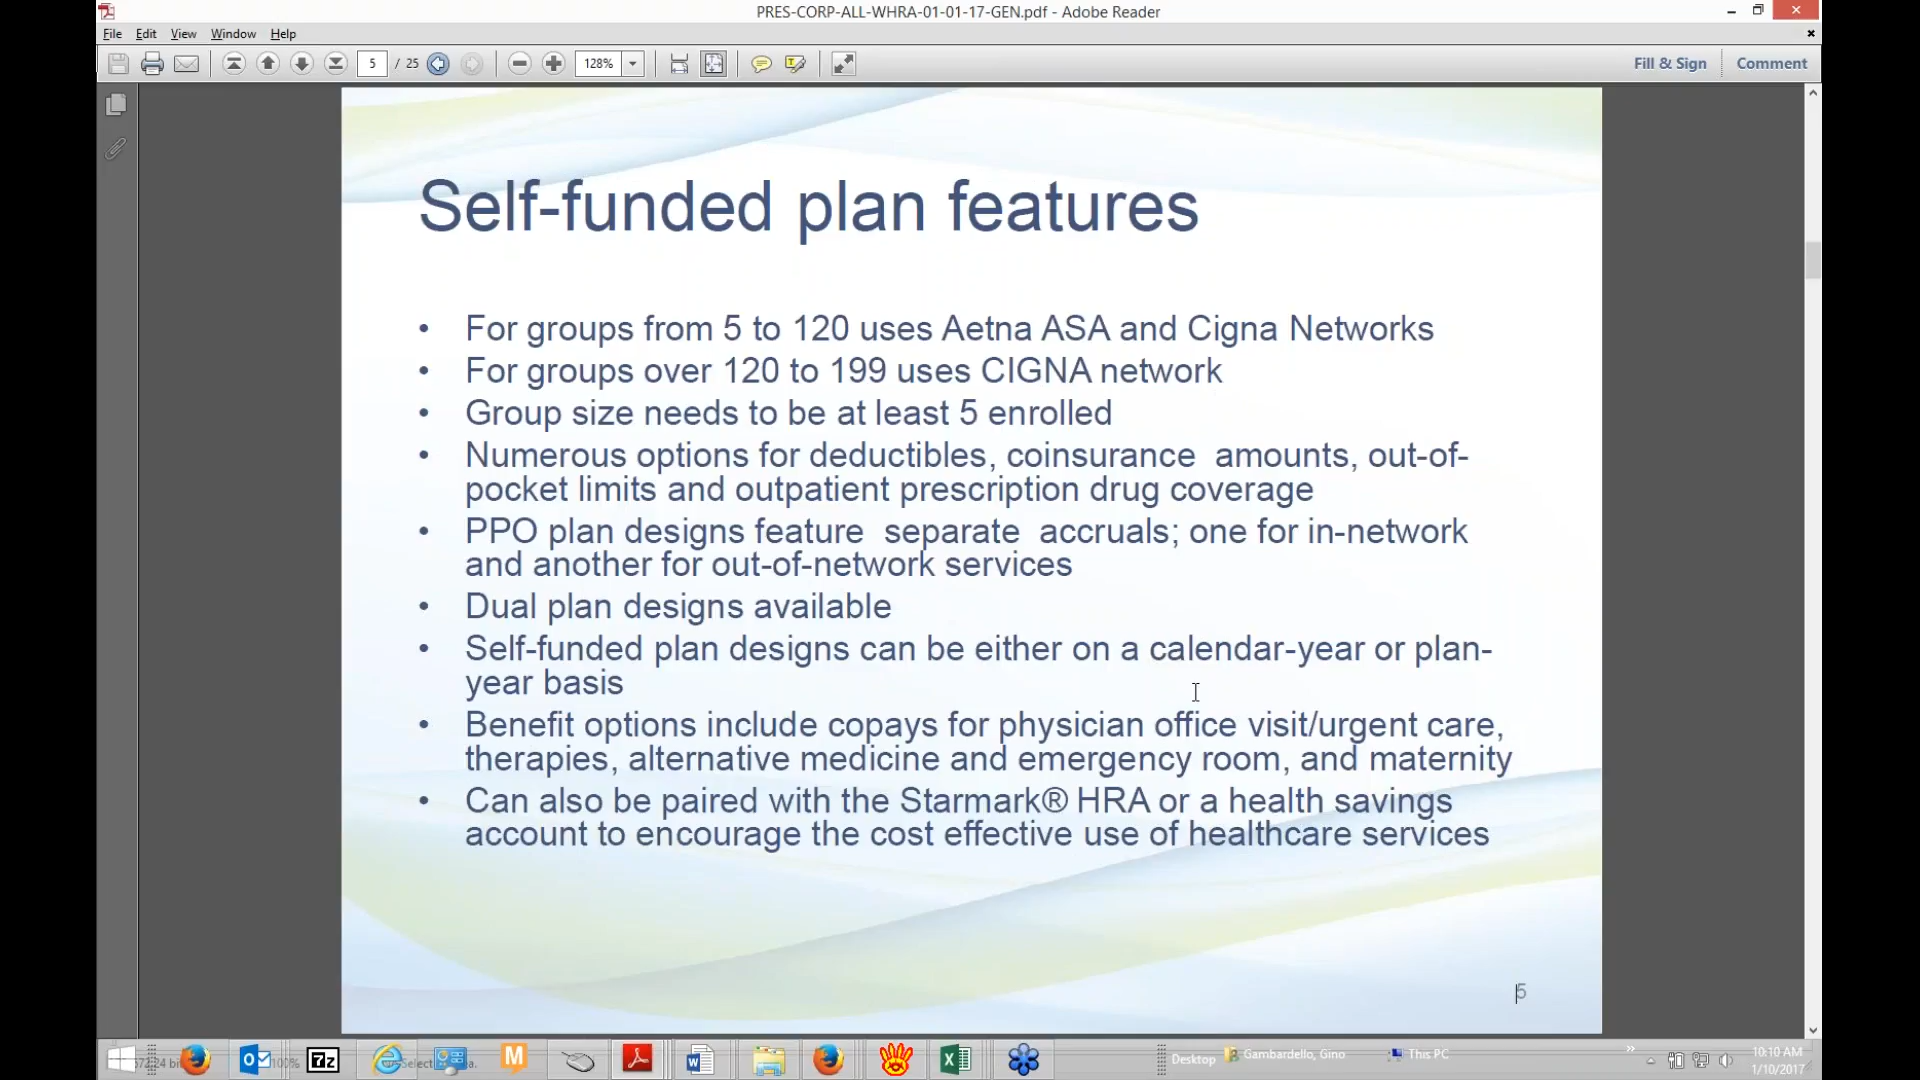 PRES-CORP-ALL-WHRA-01-01-17-GEN.pdf - Adobe Reader
File Edit View Window Help
5 / 25 128% Fill & Sign Comment
Self-funded plan features
• For groups from 5 to 120 uses Aetna ASA and Cigna Networks
• For groups over 120 to 199 uses CIGNA network
• Group size needs to be at least 5 enrolled
• Numerous options for deductibles, coinsurance amounts, out-of-
pocket limits and outpatient prescription drug coverage
• PPO plan designs feature separate accruals; one for in-network
and another for out-of-network services
• Dual plan designs available
• Self-funded plan designs can be either on a calendar-year or plan-
year basis
• Benefit options include copays for physician office visit/urgent care,
therapies, alternative medicine and emergency room, and maternity
• Can also be paired with the Starmark® HRA or a health savings
account to encourage the cost effective use of healthcare services
5
Desktop Gambardello, Gino This PC
10:10 AM
1/10/2017